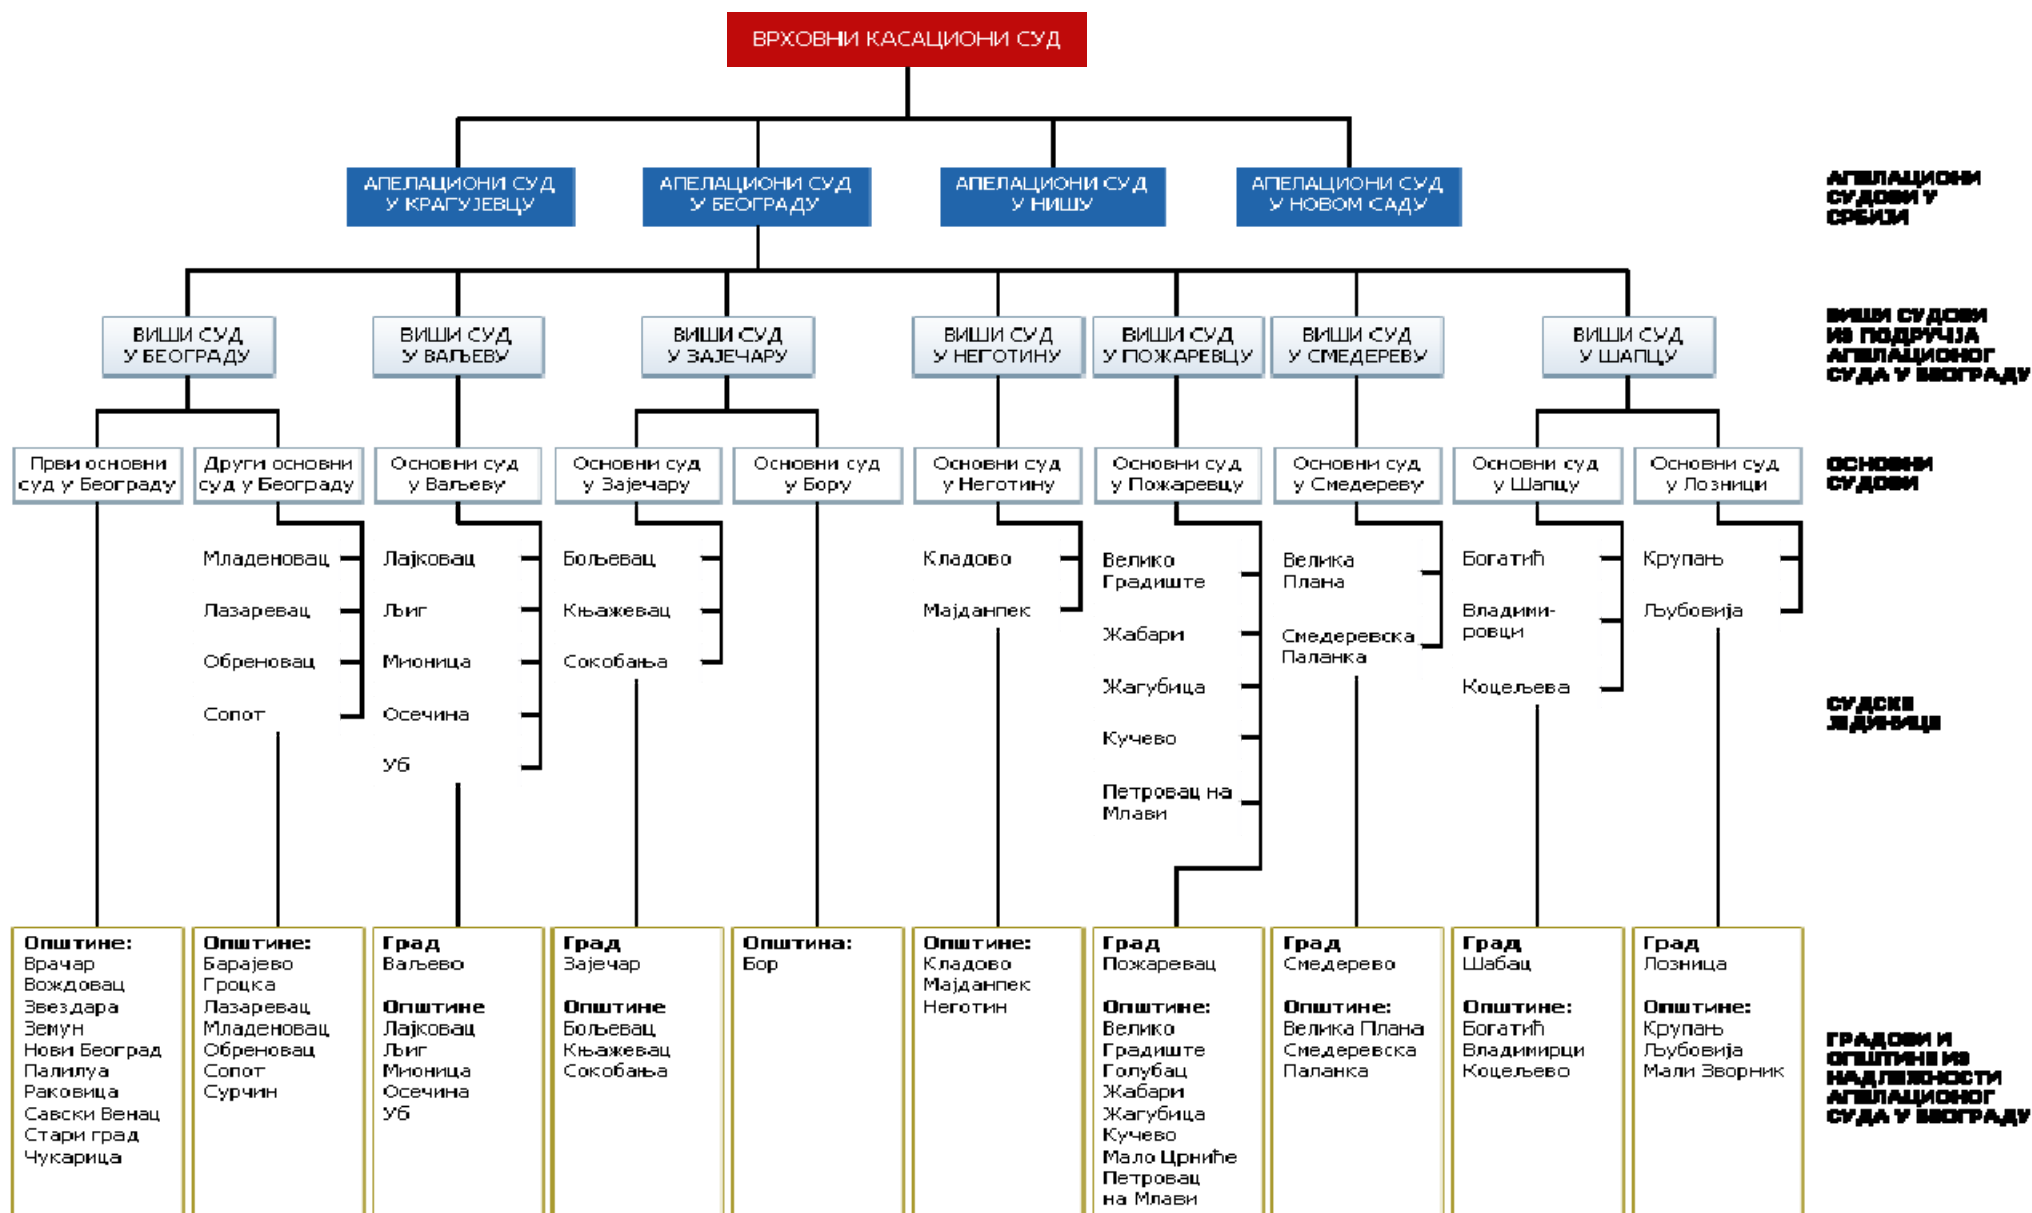 ВРХОВНИ КАСАЦИОНИ СУД
АПЕЛАЦИОНИ СУД
У КРАГУЈЕВЦУ
АПЕЛАЦИОНИ СУД
У БЕОГРАДУ
АПЕЛАЦИОНИ СУД
У НИШУ
АПЕЛАЦИОНИ СУД
У НОВОМ САДУ
АПЕЛАЦИОНИ
СУДОВИ У
СРБИЈИ
ВИШИ СУД
У БЕОГРАДУ
ВИШИ СУД
У ВАЉЕВУ
ВИШИ СУД
У ЗАЈЕЧАРУ
ВИШИ СУД
У НЕГОТИНУ
ВИШИ СУД
У ПОЖАРЕВЦУ
ВИШИ СУД
У СМЕДЕРЕВУ
ВИШИ СУД
У ШАПЦУ
ВИШИ СУДОВИ
ИЗ ПОДРУЧЈА
АПЕЛАЦИОНОГ
СУДА У БЕОГРАДУ
Први основни
суд у Београду
Други основни
суд у Београду
Основни суд
у Ваљеву
Основни суд
у Зајечару
Основни суд
у Бору
Основни суд
у Неготину
Основни суд
у Пожаревцу
Основни суд
у Смедереву
Основни суд
у Шапцу
Основни суд
у Лозници
ОСНОВНИ
СУДОВИ
Младеновац
Лазаревац
Обреновац
Сопот
Лајковац
Љиг
Мионица
Осечина
Уб
Бољевац
Књажевац
Сокобања
Кладово
Мајданпек
Велико
Градиште
Жабари
Жагубица
Кучево
Петровац на
Млави
Велика
Плана
Смедеревска
Паланка
Богатић
Владими-
ровци
Коцељева
Крупањ
Љубовија
СУДСКЕ
ЈЕДИНИЦЕ
Општине:
Врачар
Вождовац
Звездара
Земун
Нови Београд
Палилуа
Раковица
Савски Венац
Стари град
Чукарица
Општине:
Барајево
Гроцка
Лазаревац
Младеновац
Обреновац
Сопот
Сурчин
Град
Ваљево
Општине
Лајковац
Љиг
Мионица
Осечина
Уб
Град
Зајечар
Општине
Бољевац
Књажевац
Сокобања
Општина:
Бор
Општине:
Кладово
Мајданпек
Неготин
Град
Пожаревац
Општине:
Велико
Градиште
Голубац
Жабари
Жагубица
Кучево
Мало Црниће
Петровац
на Млави
Град
Смедерево
Општине:
Велика Плана
Смедеревска
Паланка
Град
Шабац
Општине:
Богатић
Владимирци
Коцељево
Град
Лозница
Општине:
Крупањ
Љубовија
Мали Зворник
ГРАДОВИ И
ОПШТИНЕ ИЗ
НАДЛЕЖНОСТИ
АПЕЛАЦИОНОГ
СУДА У БЕОГРАДУ